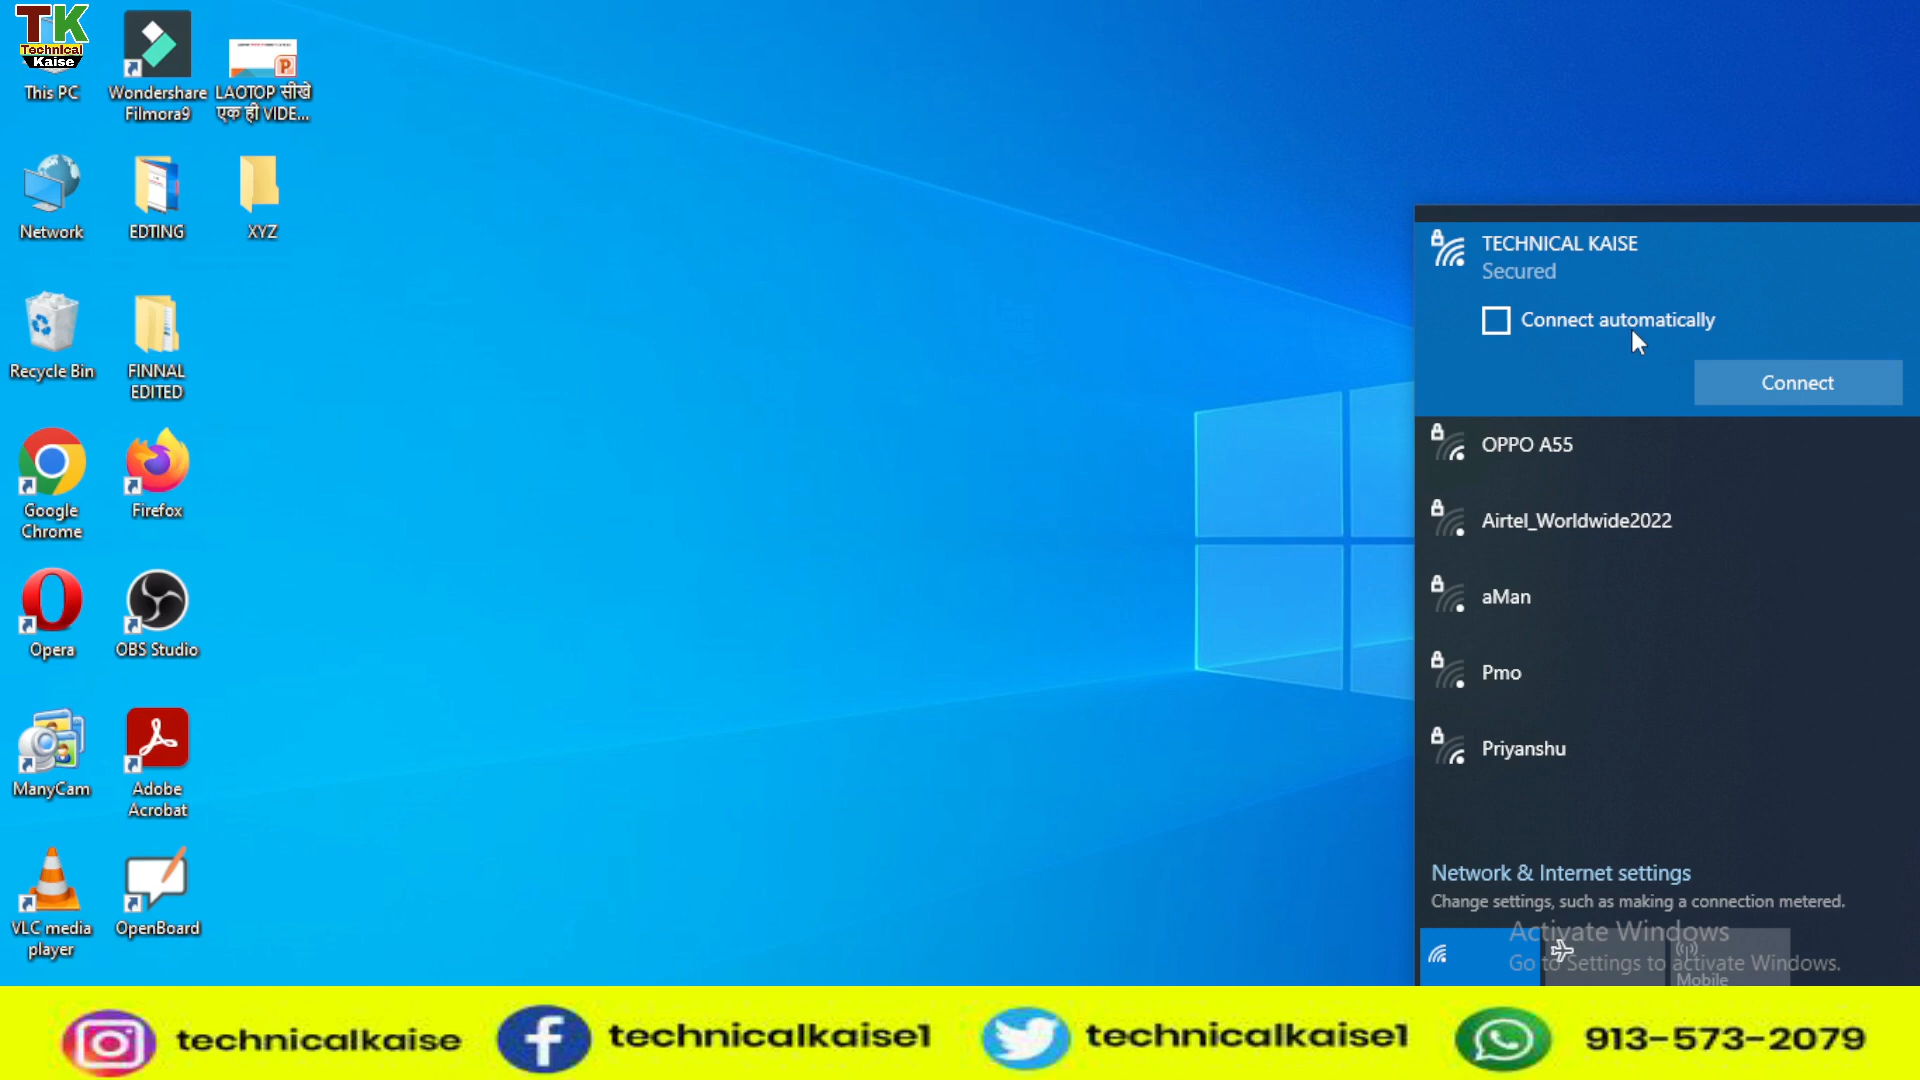 TK
Technical
Kaise
This PC
Wondershare
Filmora9
LAOTOP सीखे
एक ही VIDE...
Network
EDTING
XYZ
Recycle Bin
FINNAL
EDITED
Google
Chrome
Firefox
Opera
OBS Studio
ManyCam
Adobe
Acrobat
VLC media
player
OpenBoard
TECHNICAL KAISE
Secured
Connect automatically
Connect
OPPO A55
Airtel_Worldwide2022
aMan
Pmo
Priyanshu
Network & Internet settings
Change settings, such as making a connection metered.
Activate Windows
Go to Settings to activate Windows.
Mobile
technicalkaise
technicalkaise1
technicalkaise1
913-573-2079